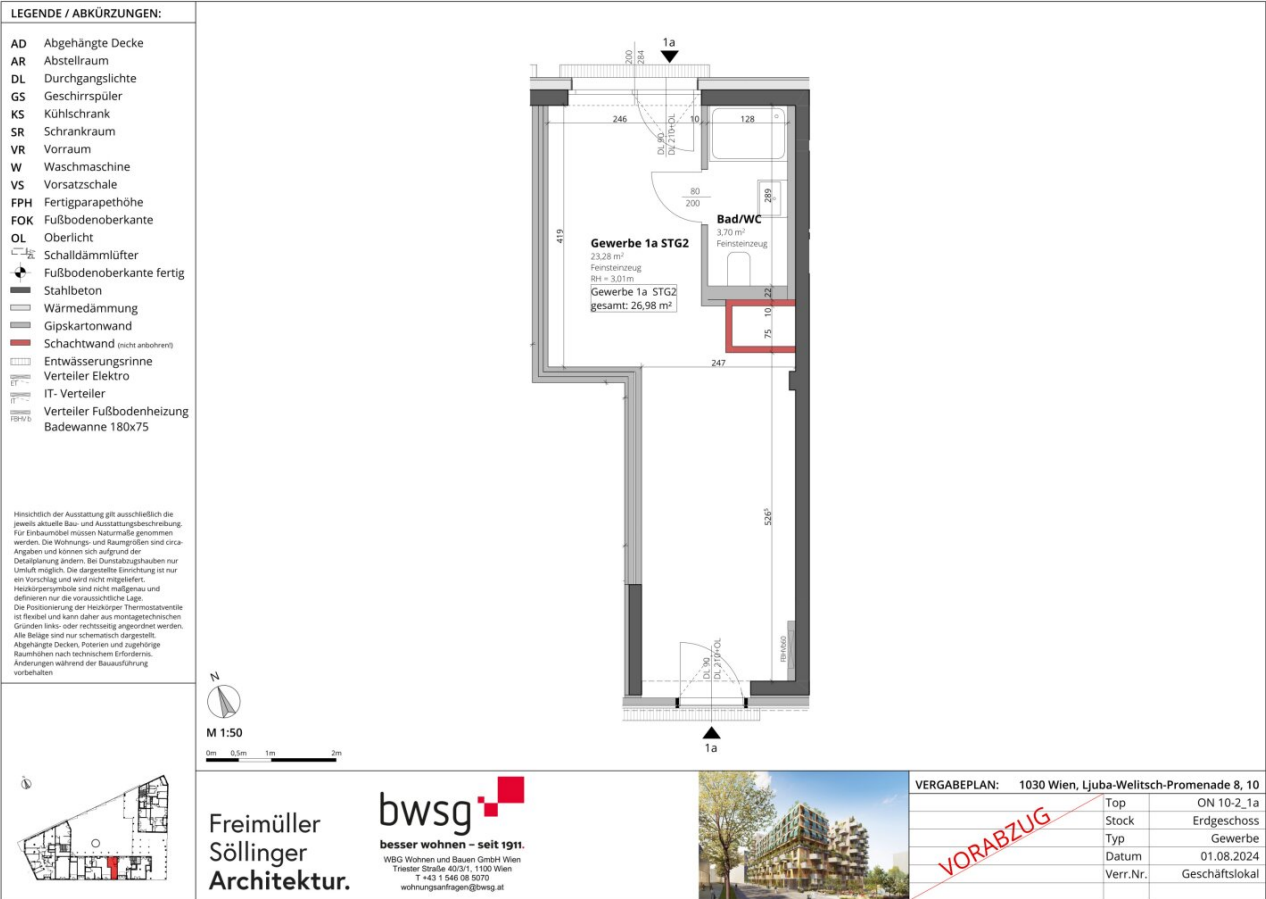 LEGENDE / ABKÜRZUNGEN:
AD Abgehängte Decke
AR Abstellraum
DL Durchgangslichte
GS Geschirrspüler
KS Kühlschrank
SR Schrankraum
VR Vorraum
W Waschmaschine
VS Vorsatzschale
FPH Fertigparapethöhe
FOK Fußbodenoberkante
OL Oberlicht
Schalldämmlüfter
Fußbodenoberkante fertig
Stahlbeton
Wärmedämmung
Gipskartonwand
Schachtwand (nicht anbohren!)
Entwässerungsrinne
ET Verteiler Elektro
IT IT- Verteiler
FBHVb Verteiler Fußbodenheizung
Badewanne 180x75
Hinsichtlich der Ausstattung gilt ausschließlich die
jeweils aktuelle Bau- und Ausstattungsbeschreibung.
Für Einbaumöbel müssen Naturmaße genommen
werden. Die Wohnungs- und Raumgrößen sind circa-
Angaben und können sich aufgrund der
Detailplanung ändern. Bei Dunstabzugshauben nur
Umluft möglich. Die dargestellte Einrichtung ist nur
ein Vorschlag und wird nicht mitgeliefert.
Heizkörpersymbole sind nicht maßgenau und
definieren nur die voraussichtliche Lage.
Die Positionierung der Heizkörper Thermostatventile
ist flexibel und kann daher aus montagetechnischen
Gründen links- oder rechtsseitig angeordnet werden.
Alle Beläge sind nur schematisch dargestellt.
Abgehängte Decken, Poterien und zugehörige
Raumhöhen nach technischem Erfordernis.
Änderungen während der Bauausführung
vorbehalten
1a
200
284
246
10
128
DL 90
DL 210+OL
80
200
289
Bad/WC
3,70 m²
Feinsteinzeug
419
Gewerbe 1a STG2
23,28 m²
Feinsteinzeug
RH = 3,01m
Gewerbe 1a STG2
gesamt: 26,98 m²
22
10
75
247
526⁵
FBHVb60
DL 90
DL 210+OL
1a
N
M 1:50
0m 0,5m 1m 2m
Freimüller
Söllinger
Architektur.
bwsg
besser wohnen – seit 1911.
WBG Wohnen und Bauen GmbH Wien
Triester Straße 40/3/1, 1100 Wien
T +43 1 546 08 5070
wohnungsanfragen@bwsg.at
VERGABEPLAN: 1030 Wien, Ljuba-Welitsch-Promenade 8, 10
VORABZUG
Top ON 10-2_1a
Stock Erdgeschoss
Typ Gewerbe
Datum 01.08.2024
Verr.Nr. Geschäftslokal